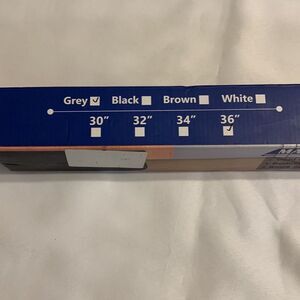 Grey ☑ Black ☐ Brown ☐ White ☐
30” 32” 34” 36”
☐ ☐ ☐ ☑